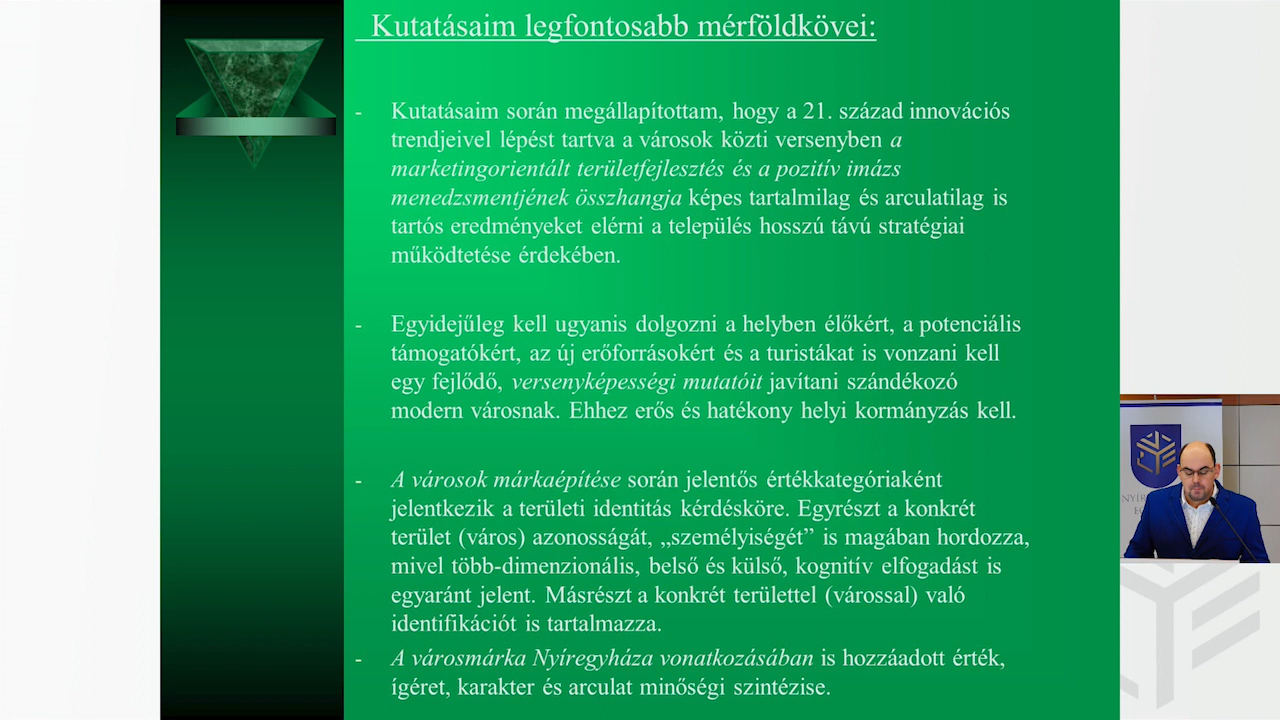 Kutatásaim legfontosabb mérföldkövei:
- Kutatásaim során megállapítottam, hogy a 21. század innovációs
trendjeivel lépést tartva a városok közti versenyben a
marketingorientált területfejlesztés és a pozitív imázs
menedzsmentjének összhangja képes tartalmilag és arculatilag is
tartós eredményeket elérni a település hosszú távú stratégiai
működtetése érdekében.
- Egyidejűleg kell ugyanis dolgozni a helyben élőkért, a potenciális
támogatókért, az új erőforrásokért és a turistákat is vonzani kell
egy fejlődő, versenyképességi mutatóit javítani szándékozó
modern városnak. Ehhez erős és hatékony helyi kormányzás kell.
- A városok márkaépítése során jelentős értékkategóriaként
jelentkezik a területi identitás kérdésköre. Egyrészt a konkrét
terület (város) azonosságát, „személyiségét” is magában hordozza,
mivel több-dimenzionális, belső és külső, kognitív elfogadást is
egyaránt jelent. Másrészt a konkrét területtel (várossal) való
identifikációt is tartalmazza.
- A városmárka Nyíregyháza vonatkozásában is hozzáadott érték,
ígéret, karakter és arculat minőségi szintézise.